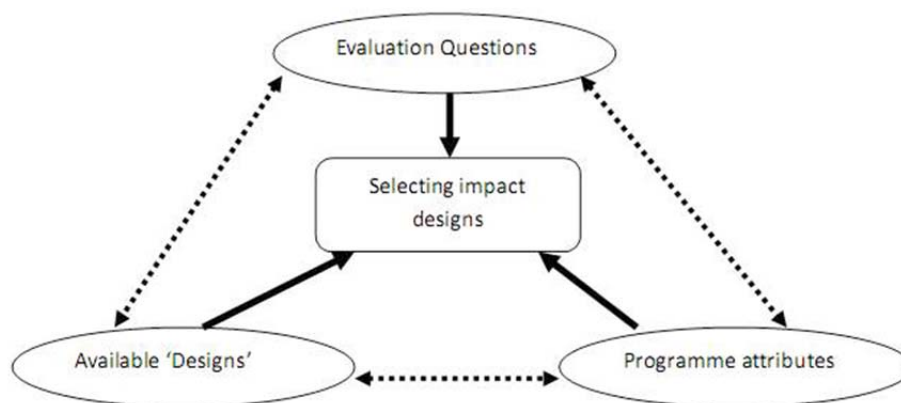 Evaluation Questions
Selecting impact
designs
Available ‘Designs’
Programme attributes